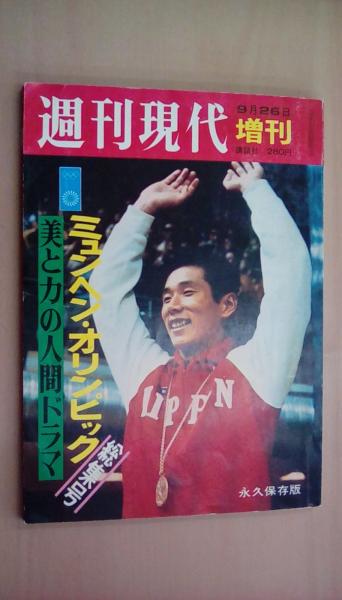 週刊現代
9月26日
増刊
講談社 280円
ミュンヘン・オリンピック
総集号
美と力の人間ドラマ
NIPPON
永久保存版